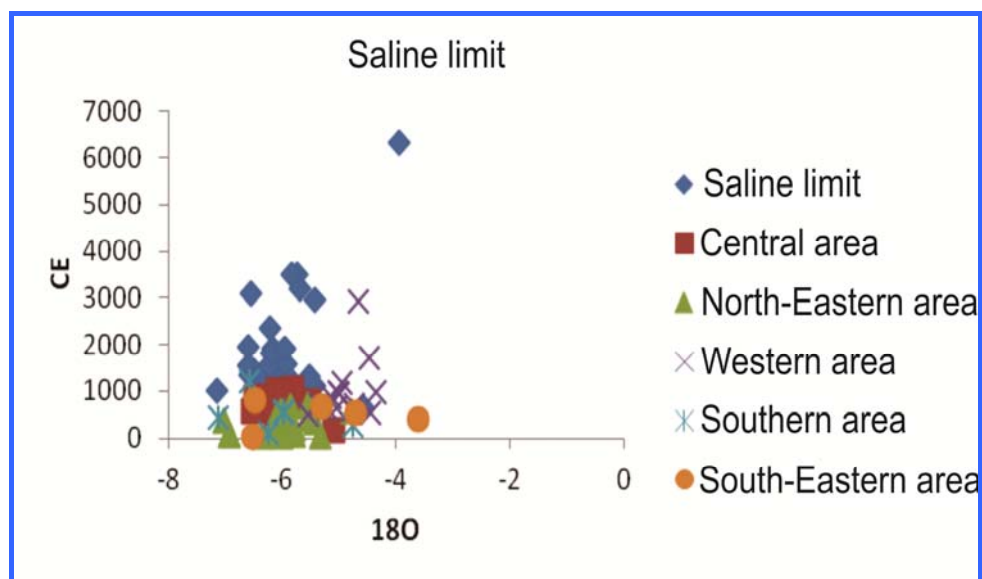 Saline limit
7000
6000
5000
4000
3000
2000
1000
0
CE
-8 -6 -4 -2 0
18O
Saline limit
Central area
North-Eastern area
Western area
Southern area
South-Eastern area